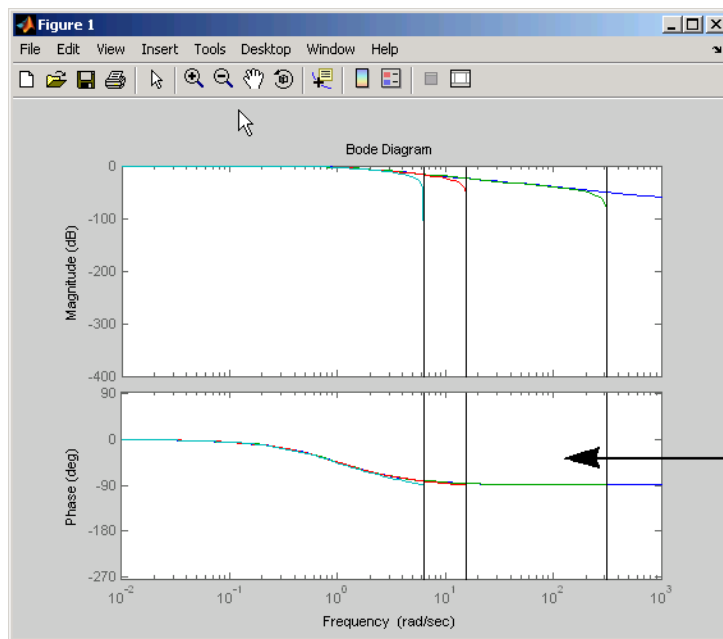 Figure 1
File Edit View Insert Tools Desktop Window Help
Bode Diagram
Magnitude (dB)
0
-100
-200
-300
-400
Phase (deg)
90
0
-90
-180
-270
10^-2 10^-1 10^0 10^1 10^2 10^3
Frequency (rad/sec)